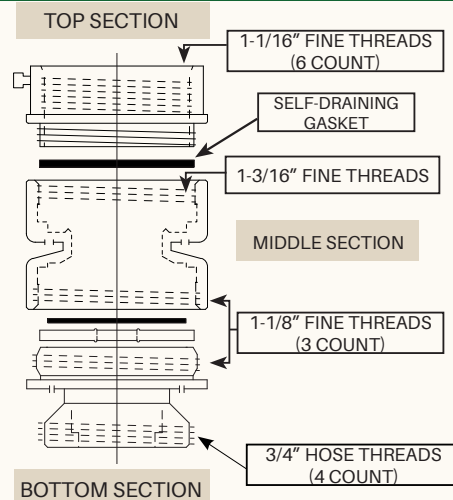 TOP SECTION
1-1/16” FINE THREADS
(6 COUNT)
SELF-DRAINING
GASKET
1-3/16” FINE THREADS
MIDDLE SECTION
1-1/8” FINE THREADS
(3 COUNT)
3/4” HOSE THREADS
(4 COUNT)
BOTTOM SECTION